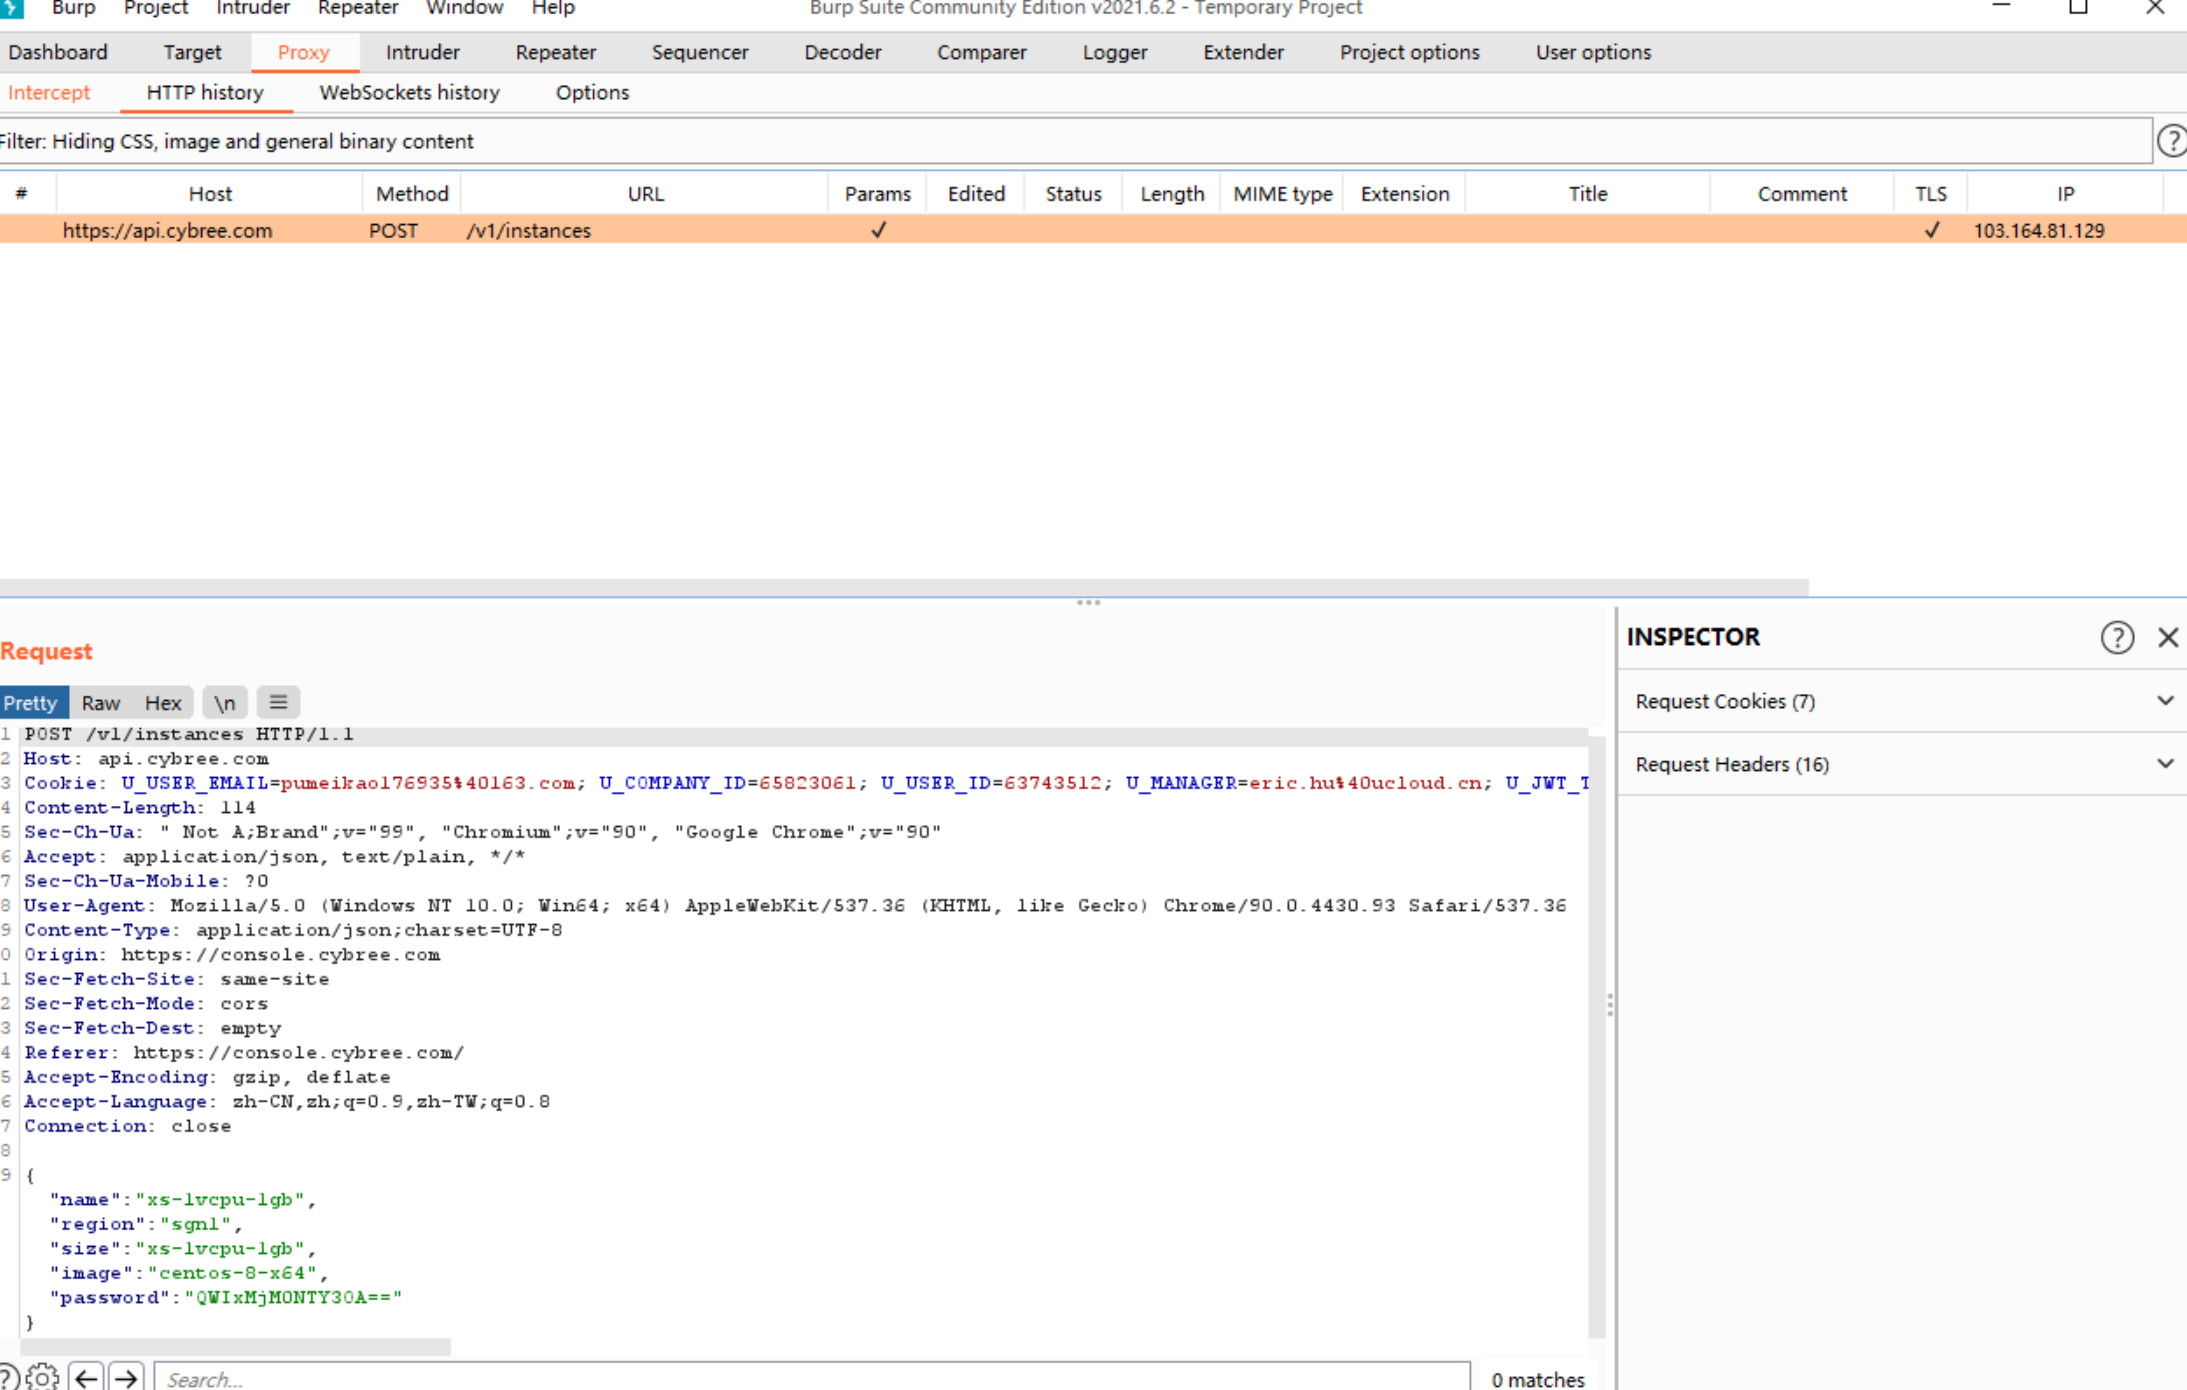 Burp Project Intruder Repeater Window Help Burp Suite Community Edition v2021.6.2 - Temporary Project
Dashboard Target Proxy Intruder Repeater Sequencer Decoder Comparer Logger Extender Project options User options
Intercept HTTP history WebSockets history Options
Filter: Hiding CSS, image and general binary content
# Host Method URL Params Edited Status Length MIME type Extension Title Comment TLS IP
https://api.cybree.com POST /v1/instances ✓ ✓ 103.164.81.129
Request
INSPECTOR
Pretty Raw Hex \n
Request Cookies (7)
Request Headers (16)
1 POST /v1/instances HTTP/1.1
2 Host: api.cybree.com
3 Cookie: U_USER_EMAIL=pumeikao176935%40163.com; U_COMPANY_ID=65823061; U_USER_ID=63743512; U_MANAGER=eric.hu%40ucloud.cn; U_JWT_T
4 Content-Length: 114
5 Sec-Ch-Ua: " Not A;Brand";v="99", "Chromium";v="90", "Google Chrome";v="90"
6 Accept: application/json, text/plain, */*
7 Sec-Ch-Ua-Mobile: ?0
8 User-Agent: Mozilla/5.0 (Windows NT 10.0; Win64; x64) AppleWebKit/537.36 (KHTML, like Gecko) Chrome/90.0.4430.93 Safari/537.36
9 Content-Type: application/json;charset=UTF-8
0 Origin: https://console.cybree.com
1 Sec-Fetch-Site: same-site
2 Sec-Fetch-Mode: cors
3 Sec-Fetch-Dest: empty
4 Referer: https://console.cybree.com/
5 Accept-Encoding: gzip, deflate
6 Accept-Language: zh-CN,zh;q=0.9,zh-TW;q=0.8
7 Connection: close
8
9 {
"name":"xs-1vcpu-1gb",
"region":"sgn1",
"size":"xs-1vcpu-1gb",
"image":"centos-8-x64",
"password":"QWIxMjM0NTY3OA=="
}
Search... 0 matches